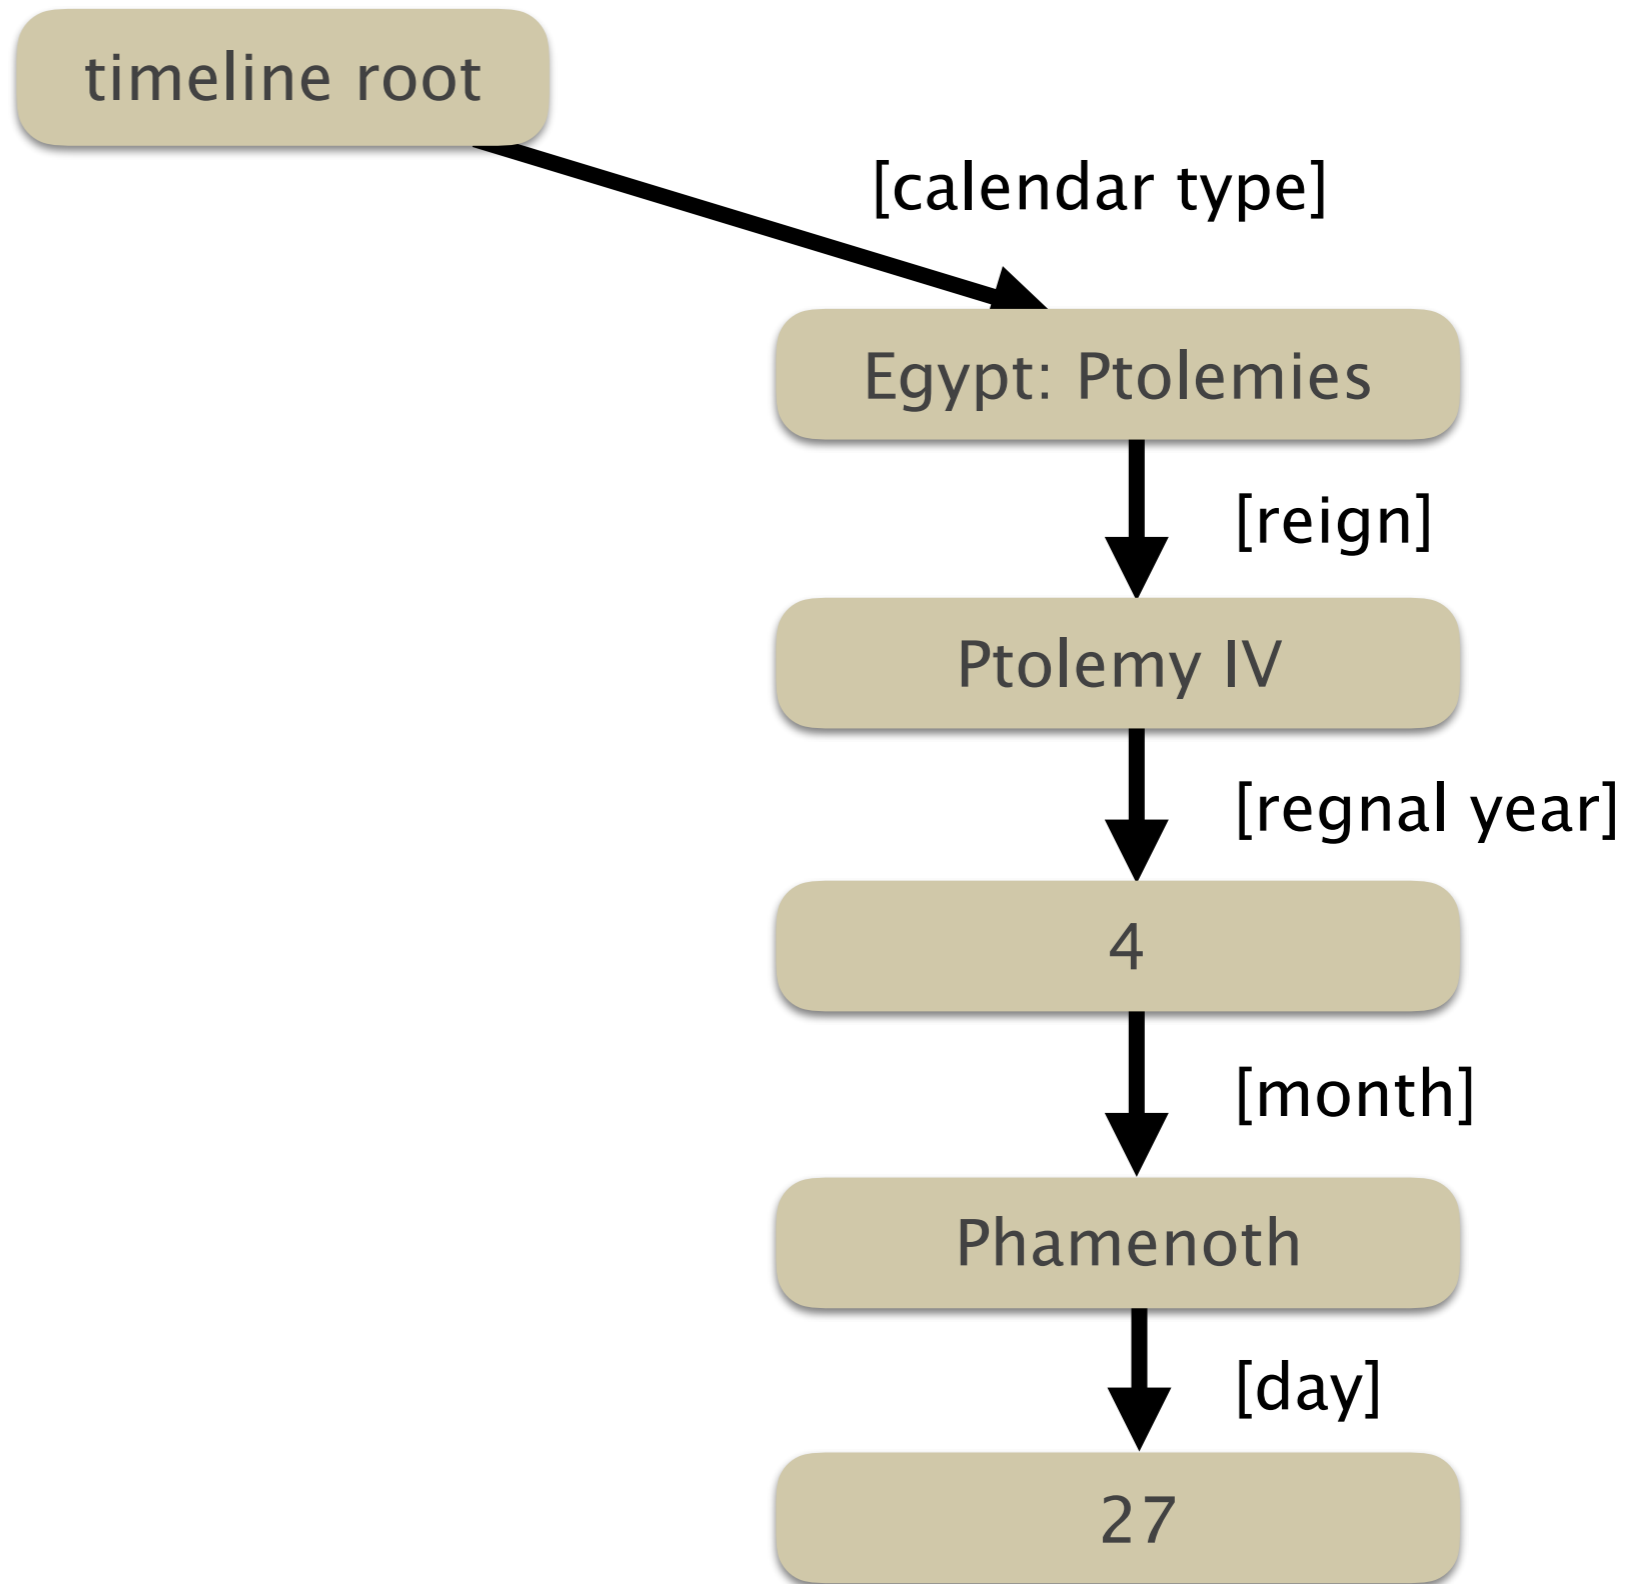 timeline root
[calendar type]
Egypt: Ptolemies
[reign]
Ptolemy IV
[regnal year]
4
[month]
Phamenoth
[day]
27